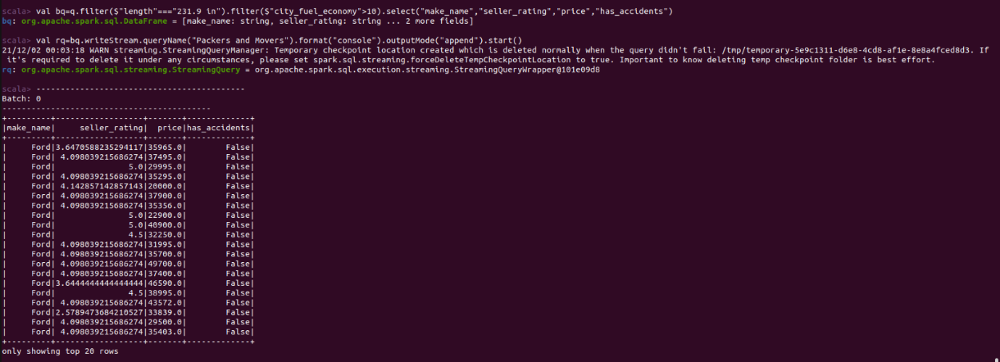 scala> val bq=q.filter($"length"==="231.9 in").filter($"city_fuel_economy">10).select("make_name","seller_rating","price","has_accidents")
bq: org.apache.spark.sql.DataFrame = [make_name: string, seller_rating: string ... 2 more fields]
scala> val rq=bq.writeStream.queryName("Packers and Movers").format("console").outputMode("append").start()
21/12/02 00:03:18 WARN streaming.StreamingQueryManager: Temporary checkpoint location created which is deleted normally when the query didn't fail: /tmp/temporary-5e9c1311-d6e8-4cd8-af1e-8e8a4fced8d3. If
it's required to delete it under any circumstances, please set spark.sql.streaming.forceDeleteTempCheckpointLocation to true. Important to know deleting temp checkpoint folder is best effort.
rq: org.apache.spark.sql.streaming.StreamingQuery = org.apache.spark.sql.execution.streaming.StreamingQueryWrapper@101e09d8
scala> -------------------------------------------
Batch: 0
-------------------------------------------
+---------+------------------+-------+-------------+
|make_name|     seller_rating|  price|has_accidents|
+---------+------------------+-------+-------------+
|     Ford|3.6470588235294117|35965.0|        False|
|     Ford| 4.098039215686274|37495.0|        False|
|     Ford|               5.0|29995.0|        False|
|     Ford| 4.098039215686274|35295.0|        False|
|     Ford| 4.142857142857143|20000.0|        False|
|     Ford| 4.098039215686274|37900.0|        False|
|     Ford| 4.098039215686274|35356.0|        False|
|     Ford|               5.0|22900.0|        False|
|     Ford|               5.0|40900.0|        False|
|     Ford|               4.5|32250.0|        False|
|     Ford| 4.098039215686274|31995.0|        False|
|     Ford| 4.098039215686274|35700.0|        False|
|     Ford| 4.098039215686274|49700.0|        False|
|     Ford| 4.098039215686274|37400.0|        False|
|     Ford|3.6444444444444444|46590.0|        False|
|     Ford|               4.5|38995.0|        False|
|     Ford| 4.098039215686274|43572.0|        False|
|     Ford|2.5789473684210527|33839.0|        False|
|     Ford| 4.098039215686274|29500.0|        False|
|     Ford| 4.098039215686274|35403.0|        False|
+---------+------------------+-------+-------------+
only showing top 20 rows